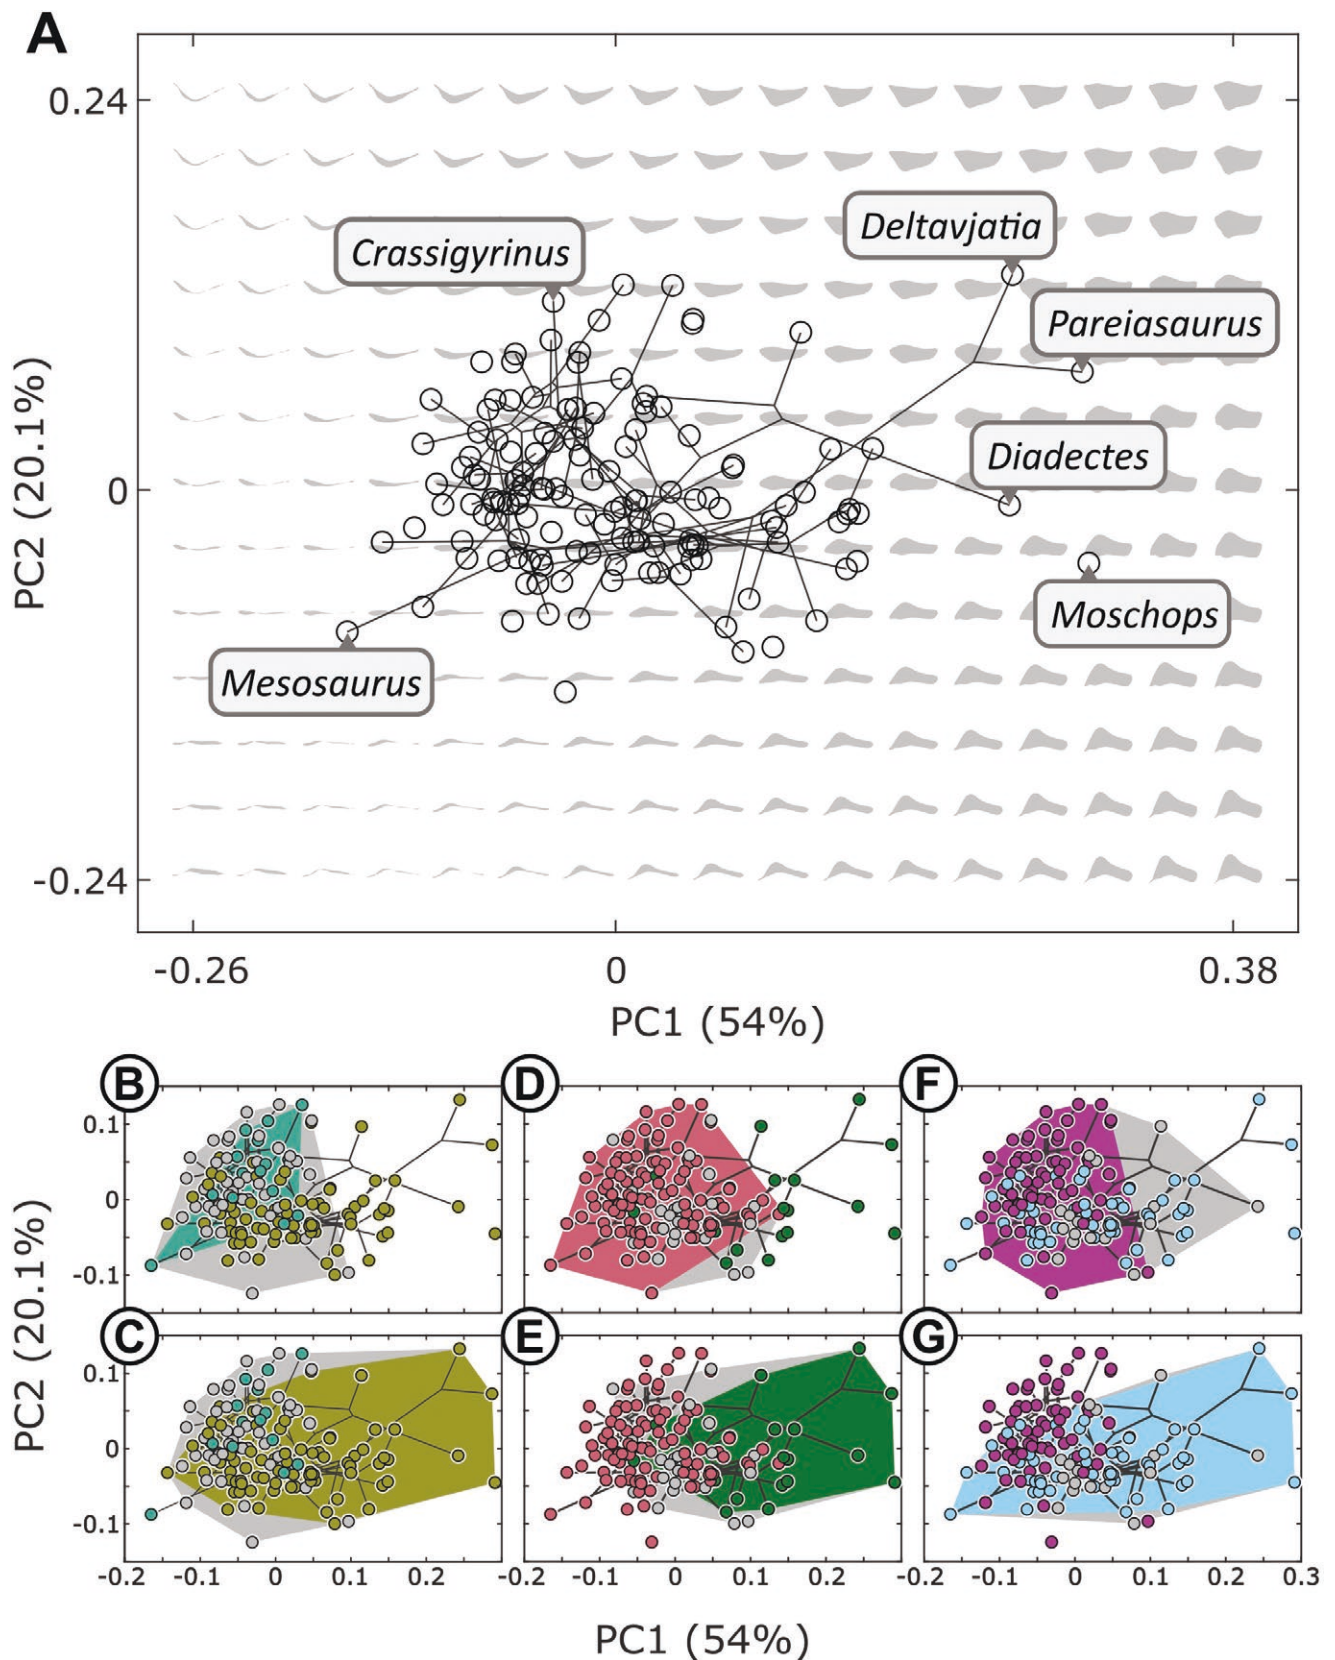 A
0.24
Deltavjatia
Crassigyrinus
Pareiasaurus
PC2 (20.1%)
Diadectes
0
Moschops
Mesosaurus
-0.24
-0.26 0 0.38
PC1 (54%)
B D F
0.1
0
-0.1
PC2 (20.1%)
C E G
0.1
0
-0.1
-0.2 -0.1 0 0.1 0.2 -0.2 -0.1 0 0.1 0.2 -0.2 -0.1 0 0.1 0.2 0.3
PC1 (54%)